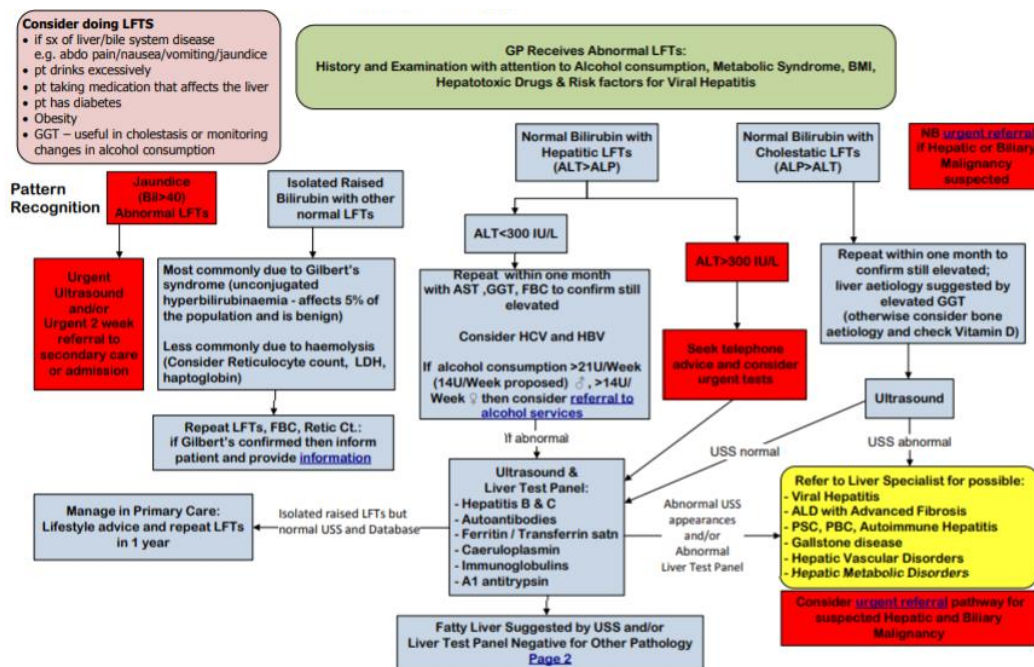 Consider doing LFTS
• if sx of liver/bile system disease
e.g. abdo pain/nausea/vomiting/jaundice
• pt drinks excessively
• pt taking medication that affects the liver
• pt has diabetes
• Obesity
• GGT – useful in cholestasis or monitoring
changes in alcohol consumption
GP Receives Abnormal LFTs:
History and Examination with attention to Alcohol consumption, Metabolic Syndrome, BMI,
Hepatotoxic Drugs & Risk factors for Viral Hepatitis
Pattern
Recognition
Jaundice
(Bil>40)
Abnormal LFTs
Isolated Raised
Bilirubin with other
normal LFTs
Normal Bilirubin with
Hepatitic LFTs
(ALT>ALP)
Normal Bilirubin with
Cholestatic LFTs
(ALP>ALT)
NB urgent referral
if Hepatic or Biliary
Malignancy
suspected
ALT<300 IU/L
ALT>300 IU/L
Urgent
Ultrasound
and/or
Urgent 2 week
referral to
secondary care
or admission
Most commonly due to Gilbert's
syndrome (unconjugated
hyperbilirubinaemia - affects 5% of
the population and is benign)
Less commonly due to haemolysis
(Consider Reticulocyte count, LDH,
haptoglobin)
Repeat within one month
with AST ,GGT, FBC to confirm still
elevated
Consider HCV and HBV
If alcohol consumption >21U/Week
(14U/Week proposed) ♂, >14U/
Week ♀ then consider referral to
alcohol services
Seek telephone
advice and consider
urgent tests
Repeat within one month to
confirm still elevated;
liver aetiology suggested by
elevated GGT
(otherwise consider bone
aetiology and check Vitamin D)
Ultrasound
Repeat LFTs, FBC, Retic Ct.:
if Gilbert's confirmed then inform
patient and provide information
If abnormal
USS normal
USS abnormal
Manage in Primary Care:
Lifestyle advice and repeat LFTs
in 1 year
Isolated raised LFTs but
normal USS and Database
Ultrasound &
Liver Test Panel:
- Hepatitis B & C
- Autoantibodies
- Ferritin / Transferrin satn
- Caeruloplasmin
- Immunoglobulins
- A1 antitrypsin
Abnormal USS
appearances
and/or
Abnormal
Liver Test Panel
Refer to Liver Specialist for possible:
- Viral Hepatitis
- ALD with Advanced Fibrosis
- PSC, PBC, Autoimmune Hepatitis
- Gallstone disease
- Hepatic Vascular Disorders
- Hepatic Metabolic Disorders
Consider urgent referral pathway for
suspected Hepatic and Biliary
Malignancy
Fatty Liver Suggested by USS and/or
Liver Test Panel Negative for Other Pathology
Page 2